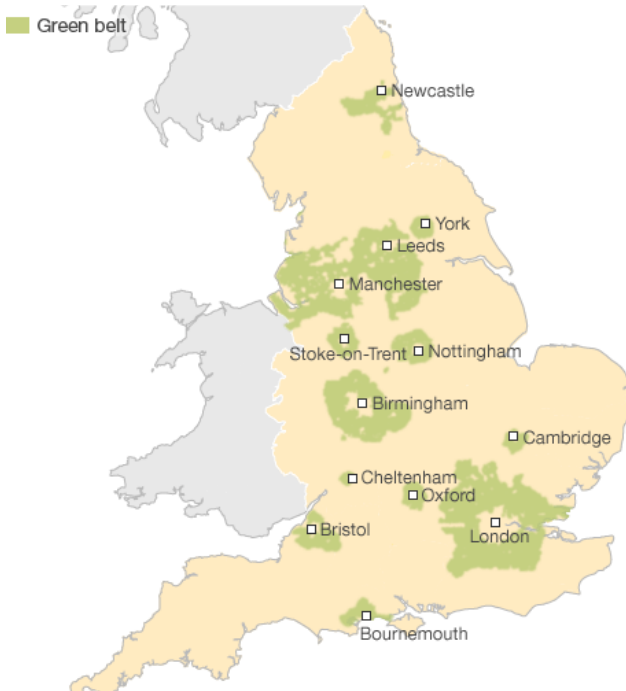 Green belt
Newcastle
York
Leeds
Manchester
Stoke-on-Trent
Nottingham
Birmingham
Cambridge
Cheltenham
Oxford
London
Bristol
Bournemouth